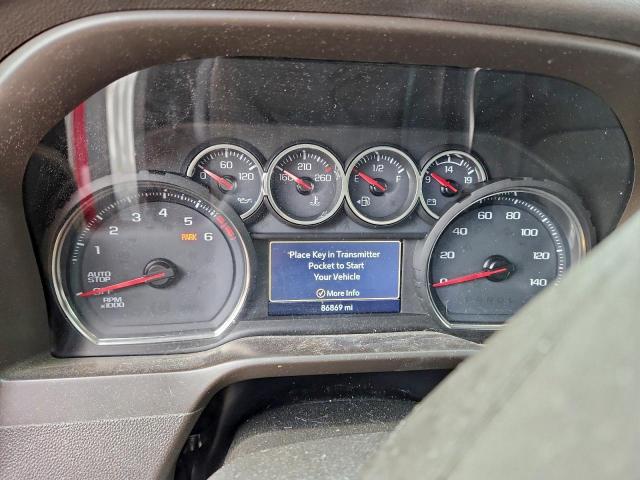 60
0 120
210
160 260
1/2
E F
14
9 19
4
3 5
2 PARK 6
1
AUTO
STOP
OFF
RPM
x1000
'Place Key in Transmitter
Pocket to Start
Your Vehicle
More Info
86869 mi
60 80
40 100
20 120
0 140